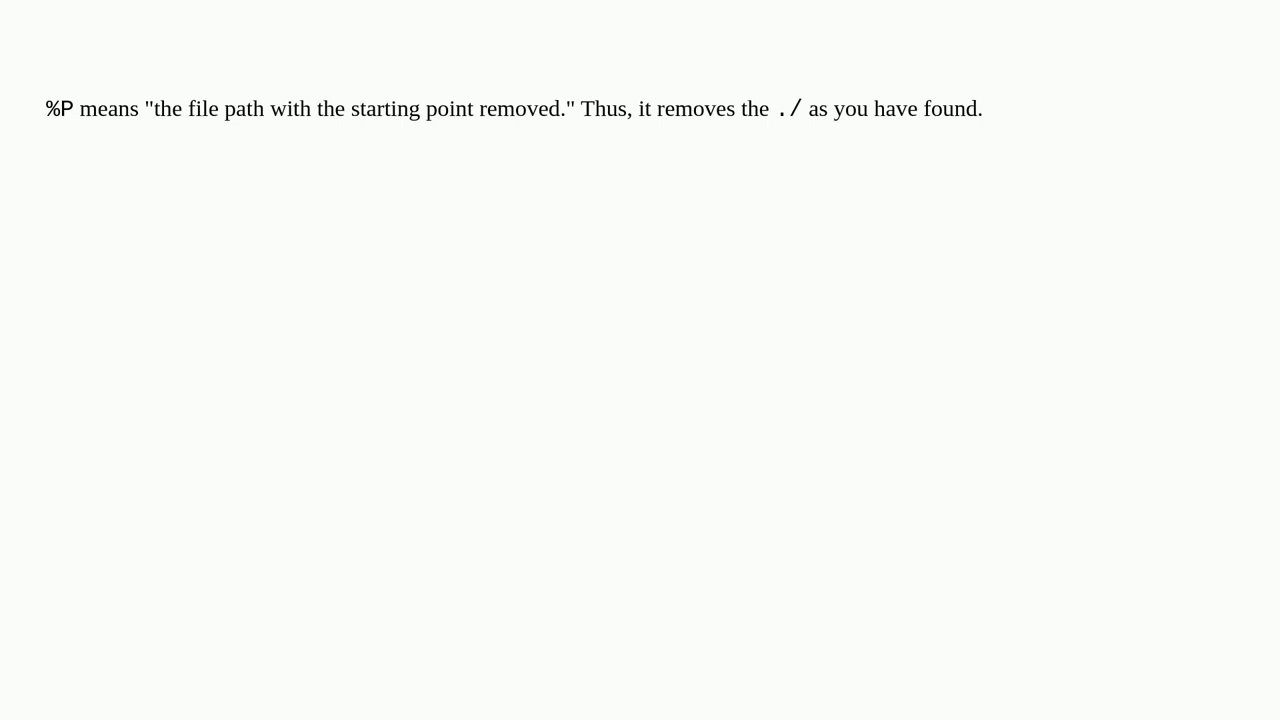 %P means "the file path with the starting point removed." Thus, it removes the ./ as you have found.